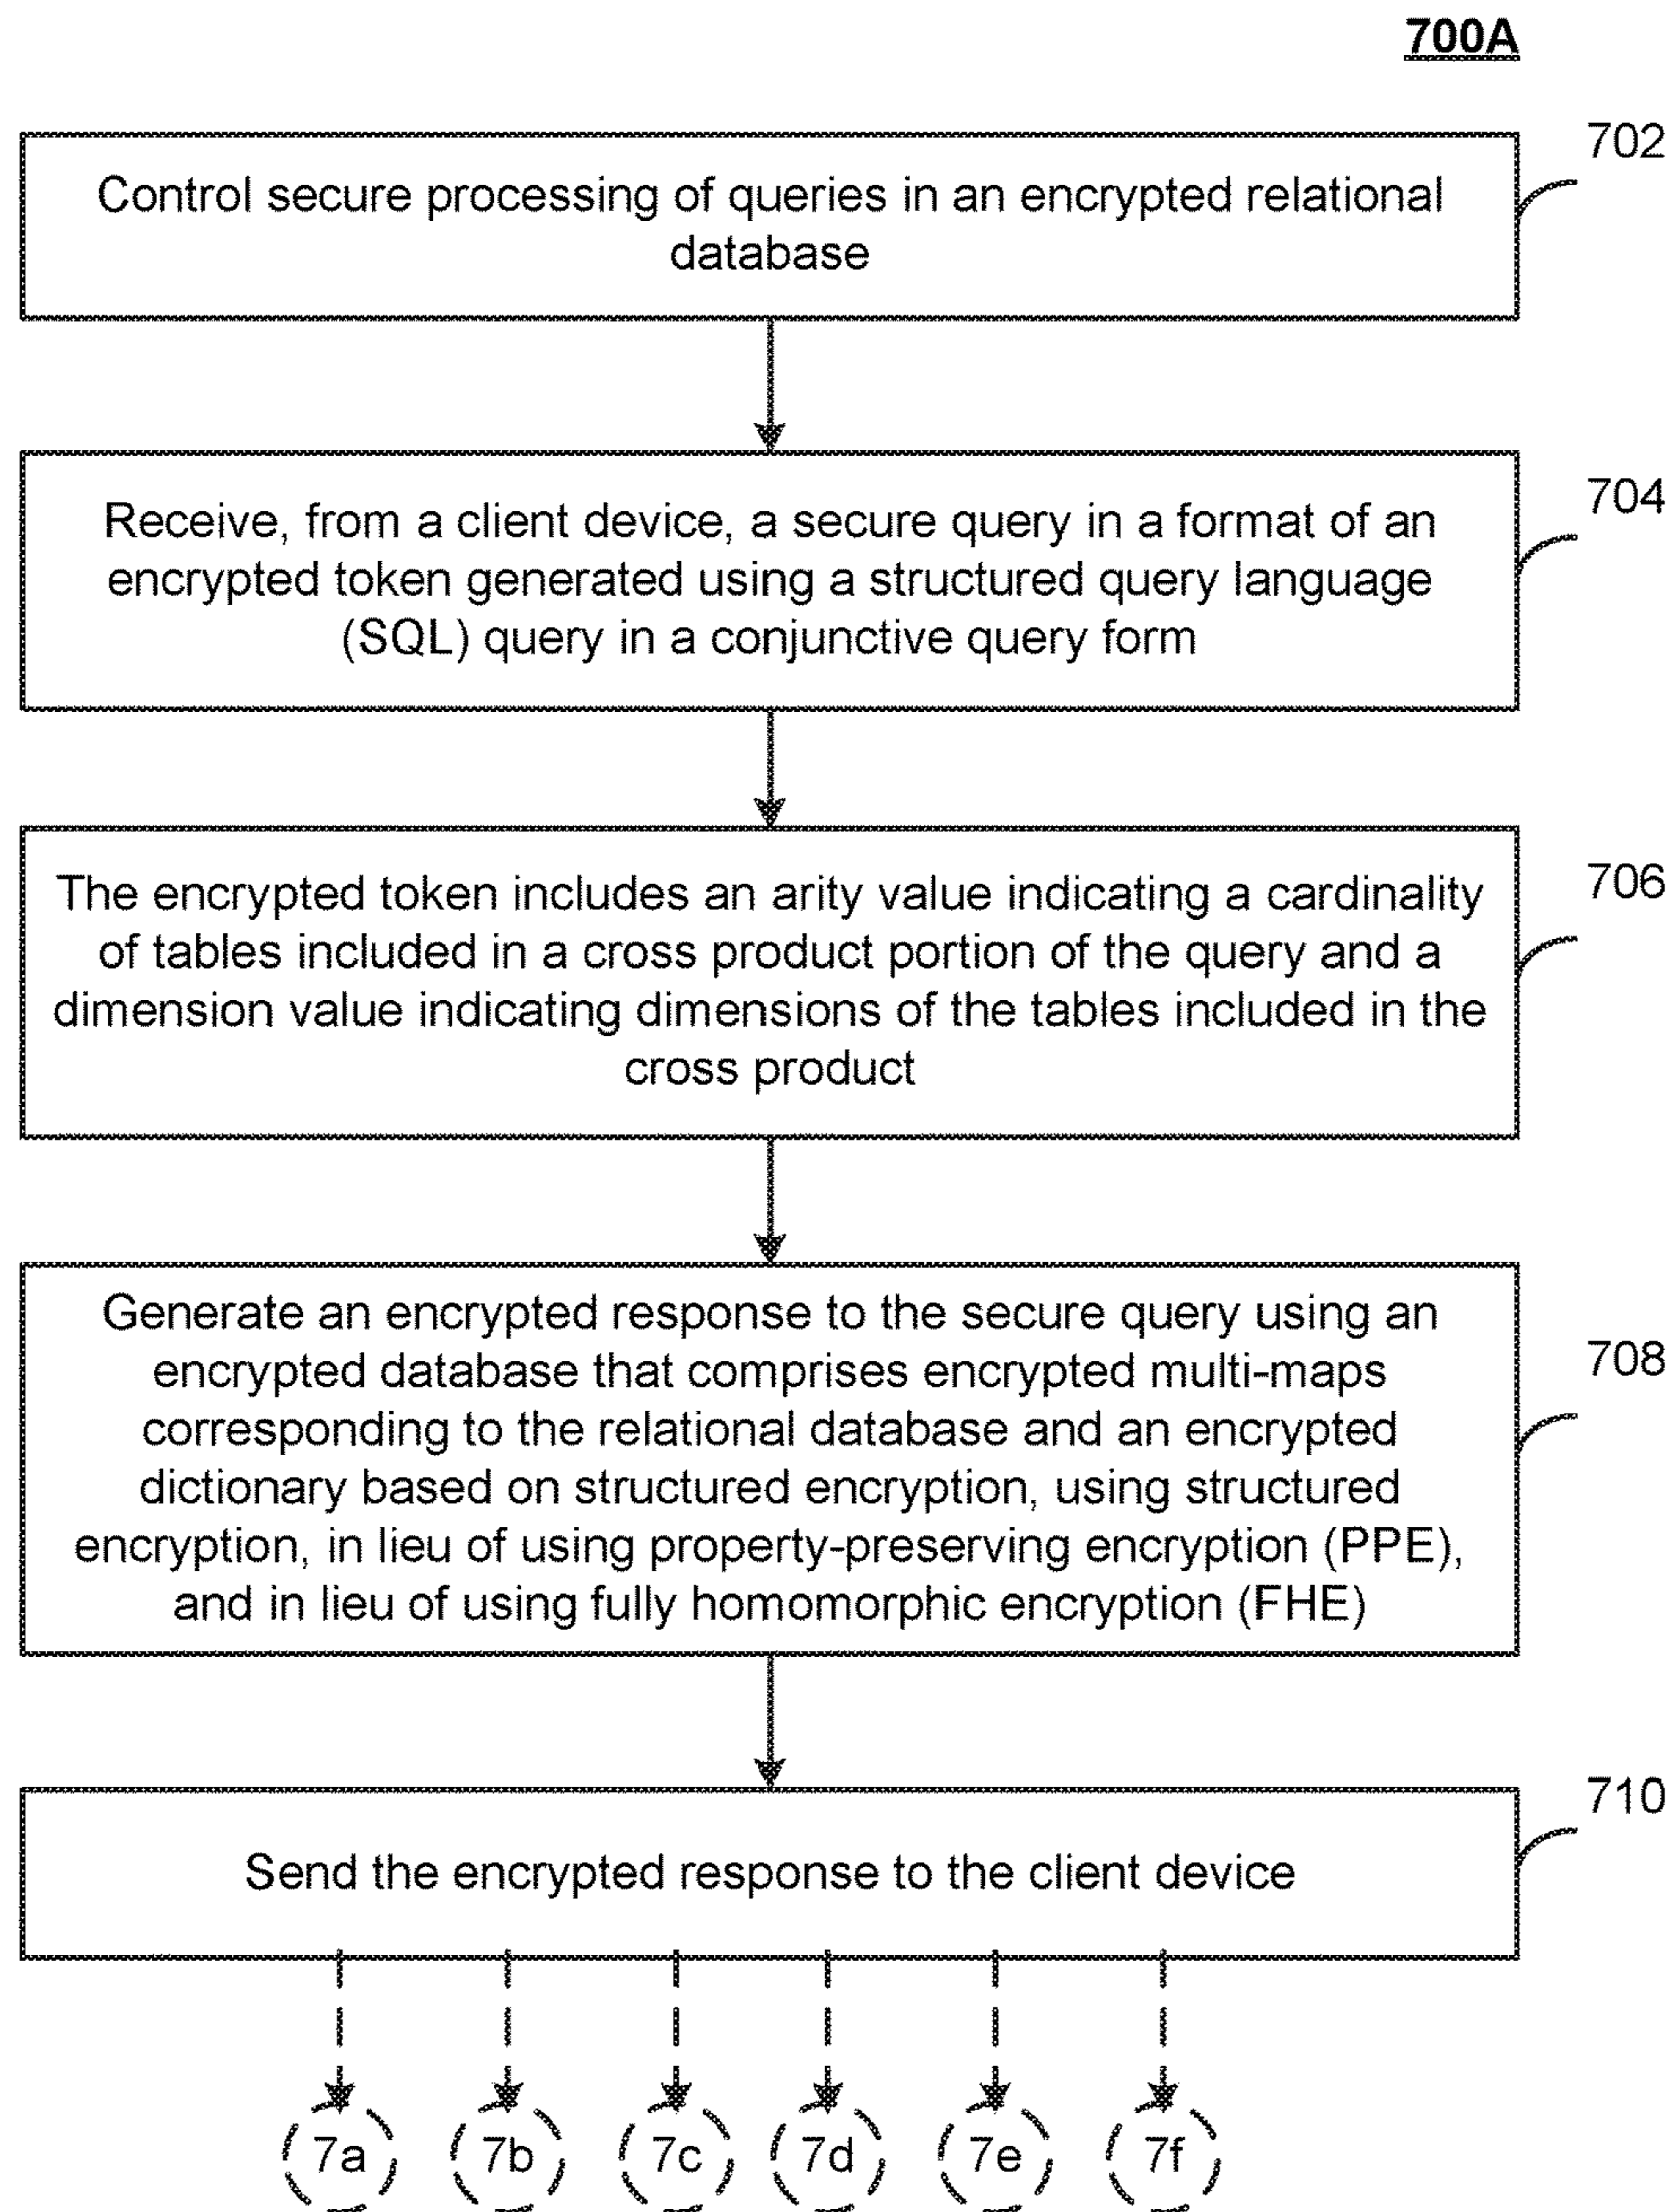 700A
702
Control secure processing of queries in an encrypted relational
database
704
Receive, from a client device, a secure query in a format of an
encrypted token generated using a structured query language
(SQL) query in a conjunctive query form
706
The encrypted token includes an arity value indicating a cardinality
of tables included in a cross product portion of the query and a
dimension value indicating dimensions of the tables included in the
cross product
708
Generate an encrypted response to the secure query using an
encrypted database that comprises encrypted multi-maps
corresponding to the relational database and an encrypted
dictionary based on structured encryption, using structured
encryption, in lieu of using property-preserving encryption (PPE),
and in lieu of using fully homomorphic encryption (FHE)
710
Send the encrypted response to the client device
7a 7b 7c 7d 7e 7f